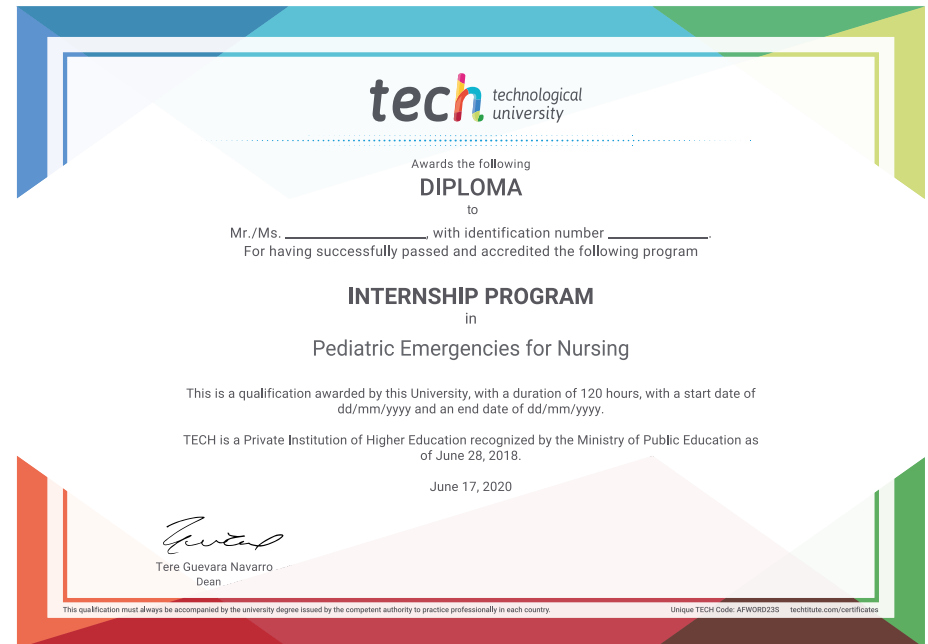 tech technological
university
Awards the following
DIPLOMA
to
Mr./Ms. ____________________, with identification number ______________.
For having successfully passed and accredited the following program
INTERNSHIP PROGRAM
in
Pediatric Emergencies for Nursing
This is a qualification awarded by this University, with a duration of 120 hours, with a start date of
dd/mm/yyyy and an end date of dd/mm/yyyy.
TECH is a Private Institution of Higher Education recognized by the Ministry of Public Education as
of June 28, 2018.
June 17, 2020
Tere Guevara Navarro
Dean
This qualification must always be accompanied by the university degree issued by the competent authority to practice professionally in each country.
Unique TECH Code: AFWORD23S techtitute.com/certificates